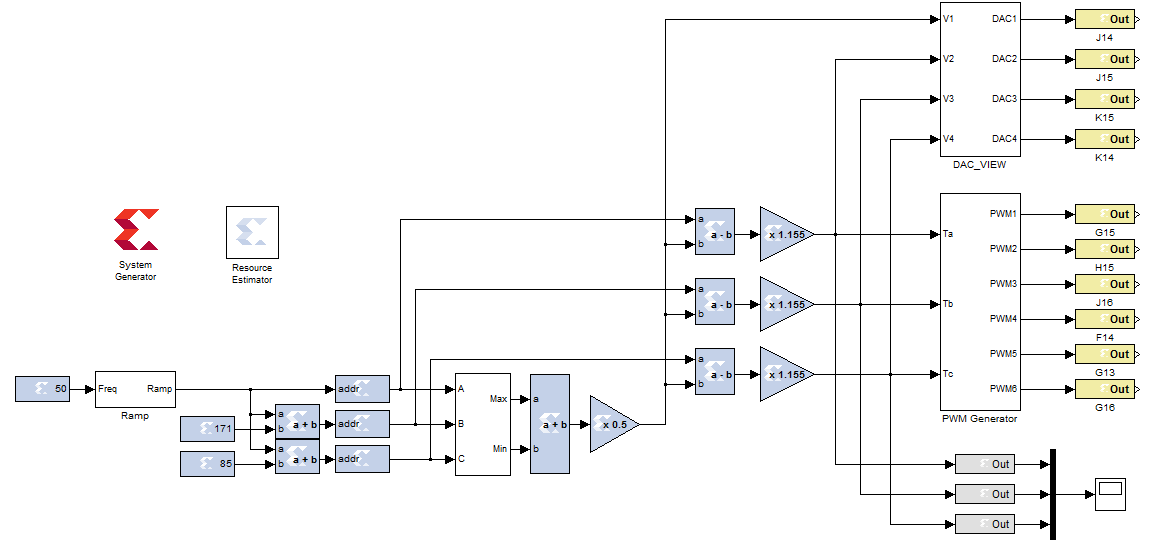 V1
DAC1
Out
J14
V2
DAC2
Out
J15
V3
DAC3
Out
K15
V4
DAC4
Out
K14
DAC_VIEW
System
Generator
Resource
Estimator
a
b
a - b
x 1.155
Ta
PWM1
Out
G15
PWM2
Out
H15
a
b
a - b
x 1.155
Tb
PWM3
Out
J16
PWM4
Out
F14
a
b
a - b
x 1.155
Tc
PWM5
Out
G13
PWM6
Out
G16
PWM Generator
50
Freq
Ramp
Ramp
addr
171
a
b
a + b
addr
85
a
b
a + b
addr
A
B
C
Max
Min
a
b
a + b
x 0.5
Out
Out
Out